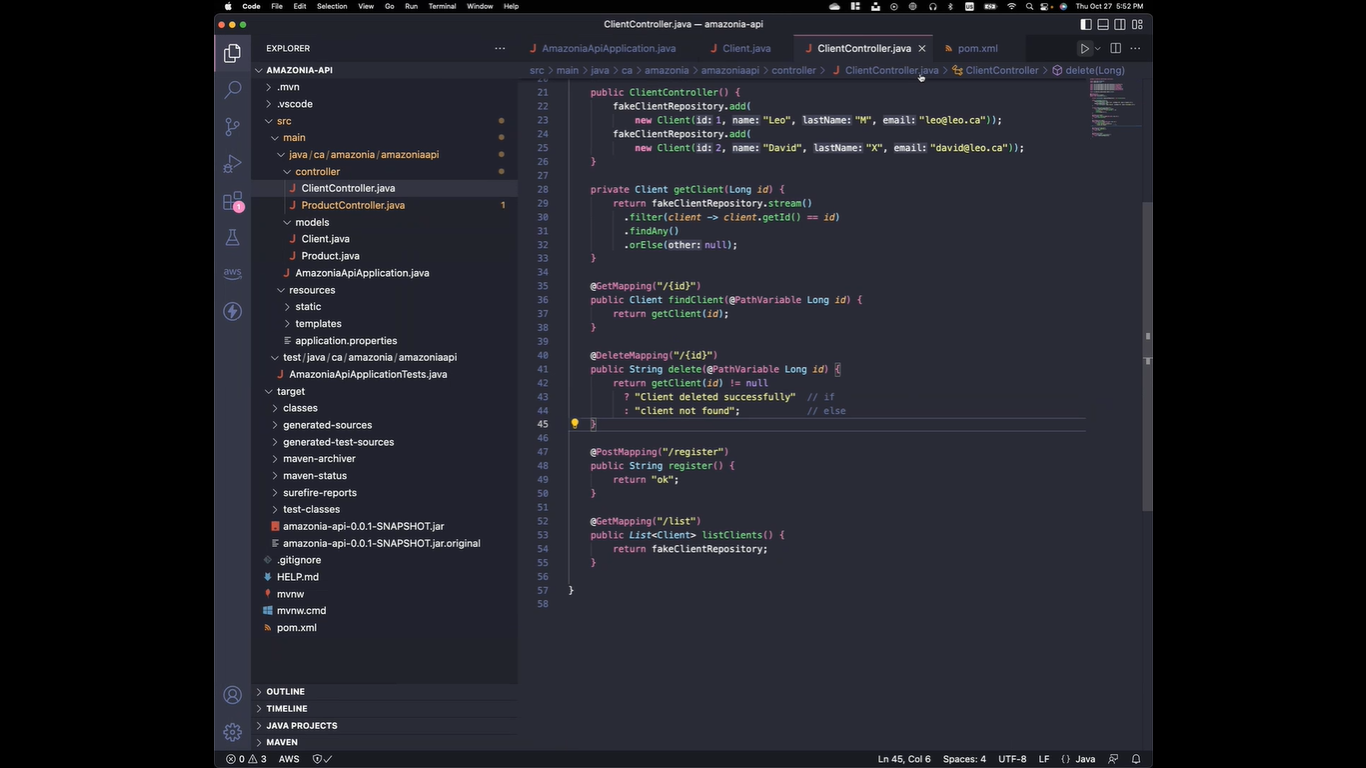 Code File Edit Selection View Go Run Terminal Window Help Thu Oct 27 5:52 PM
ClientController.java — amazonia-api
EXPLORER
AMAZONIA-API
.mvn
.vscode
src
main
java/ca/amazonia/amazoniaapi
controller
ClientController.java
ProductController.java 1
models
Client.java
Product.java
AmazoniaApiApplication.java
resources
static
templates
application.properties
test/java/ca/amazonia/amazoniaapi
AmazoniaApiApplicationTests.java
target
classes
generated-sources
generated-test-sources
maven-archiver
maven-status
surefire-reports
test-classes
amazonia-api-0.0.1-SNAPSHOT.jar
amazonia-api-0.0.1-SNAPSHOT.jar.original
.gitignore
HELP.md
mvnw
mvnw.cmd
pom.xml
OUTLINE
TIMELINE
JAVA PROJECTS
MAVEN
1
aws
AmazoniaApiApplication.java Client.java ClientController.java pom.xml
src > main > java > ca > amazonia > amazoniaapi > controller > ClientController.java > ClientController > delete(Long)
21 public ClientController() {
22 fakeClientRepository.add(
23 new Client(id:1, name:"Leo", lastName:"M", email:"leo@leo.ca"));
24 fakeClientRepository.add(
25 new Client(id:2, name:"David", lastName:"X", email:"david@leo.ca"));
26 }
27
28 private Client getClient(Long id) {
29 return fakeClientRepository.stream()
30 .filter(client -> client.getId() == id)
31 .findAny()
32 .orElse(other:null);
33 }
34
35 @GetMapping("/{id}")
36 public Client findClient(@PathVariable Long id) {
37 return getClient(id);
38 }
39
40 @DeleteMapping("/{id}")
41 public String delete(@PathVariable Long id) {
42 return getClient(id) != null
43 ? "Client deleted successfully" // if
44 : "client not found"; // else
45 }
46
47 @PostMapping("/register")
48 public String register() {
49 return "ok";
50 }
51
52 @GetMapping("/list")
53 public List<Client> listClients() {
54 return fakeClientRepository;
55 }
56
57 }
58
0 3 AWS Ln 45, Col 6 Spaces: 4 UTF-8 LF {} Java